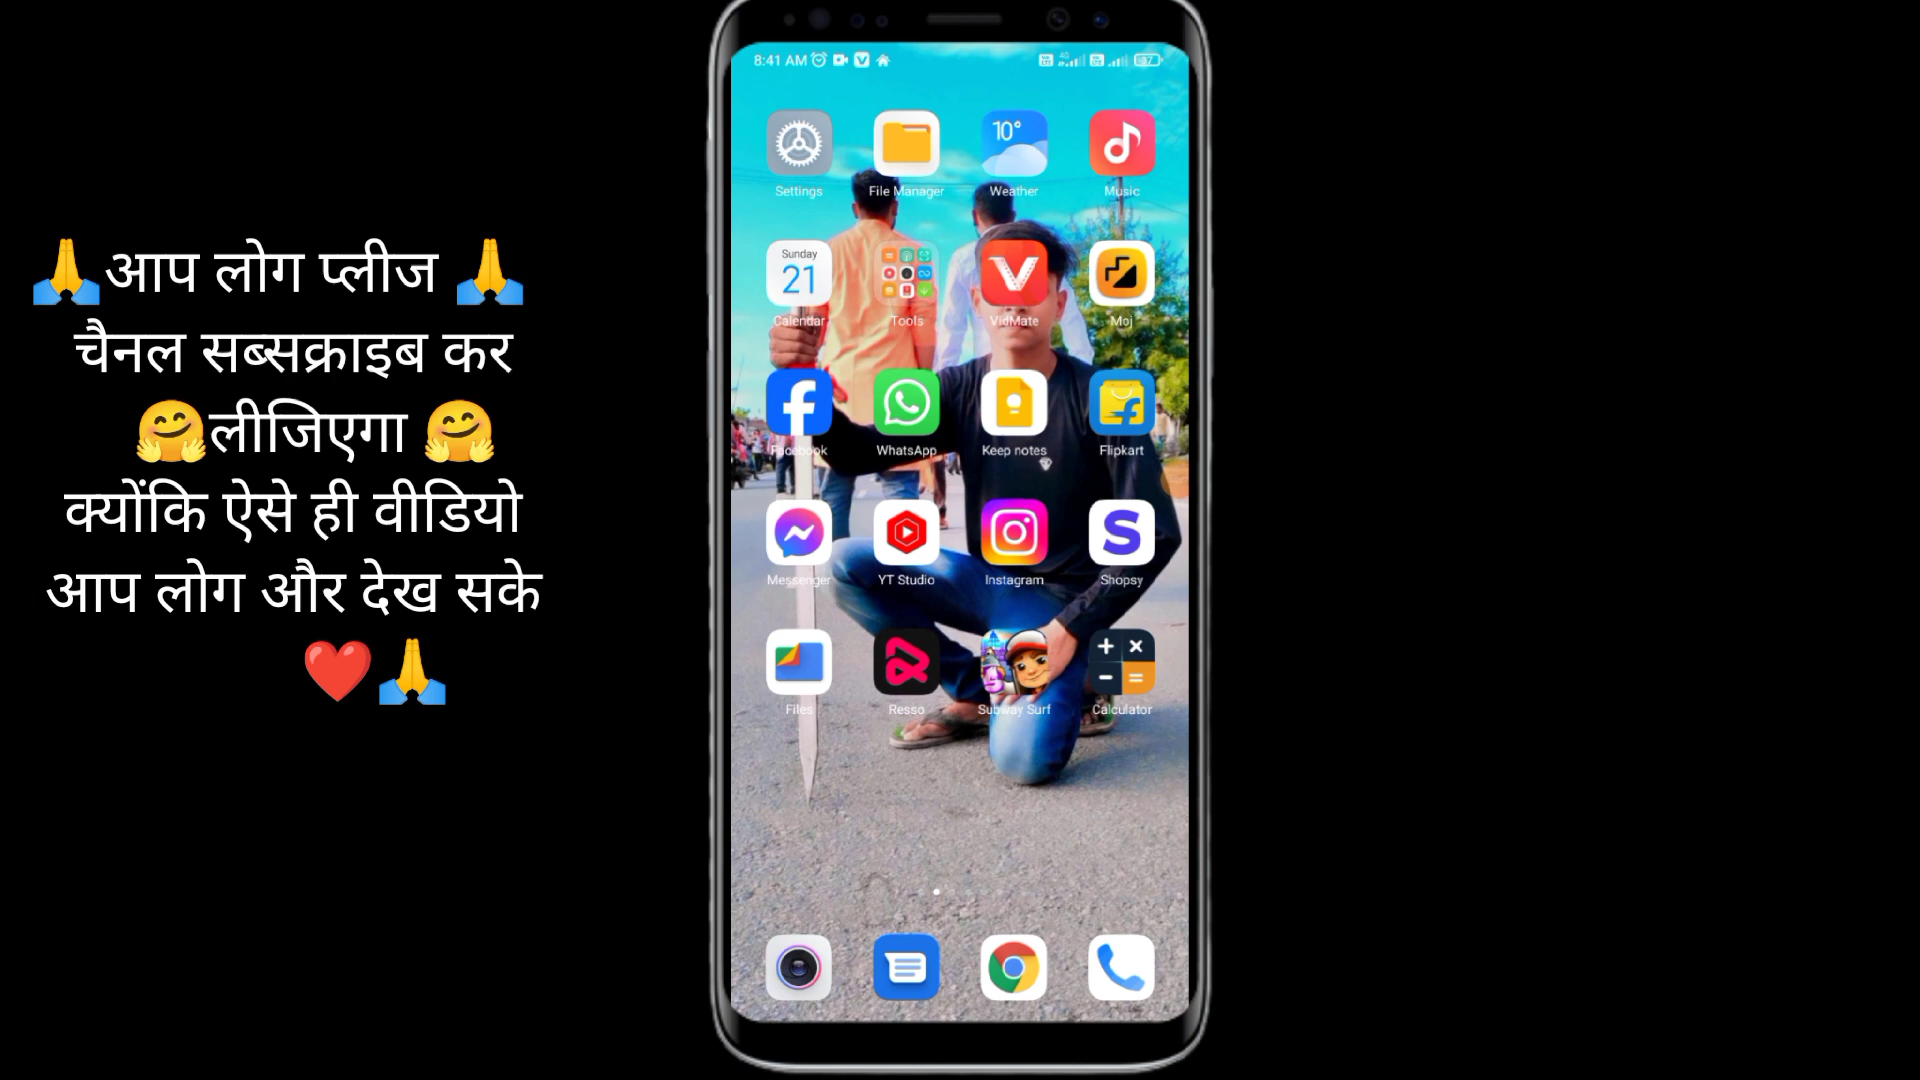 🙏आप लोग प्लीज 🙏
चैनल सब्सक्राइब कर
🤗लीजिएगा 🤗
क्योंकि ऐसे ही वीडियो
आप लोग और देख सके
❤️🙏
8:41 AM
37
10°
Settings File Manager Weather Music
Sunday
21
Calendar Tools VidMate Moj
Facebook WhatsApp Keep notes Flipkart
S
Messenger YT Studio Instagram Shopsy
Files Resso Subway Surf Calculator